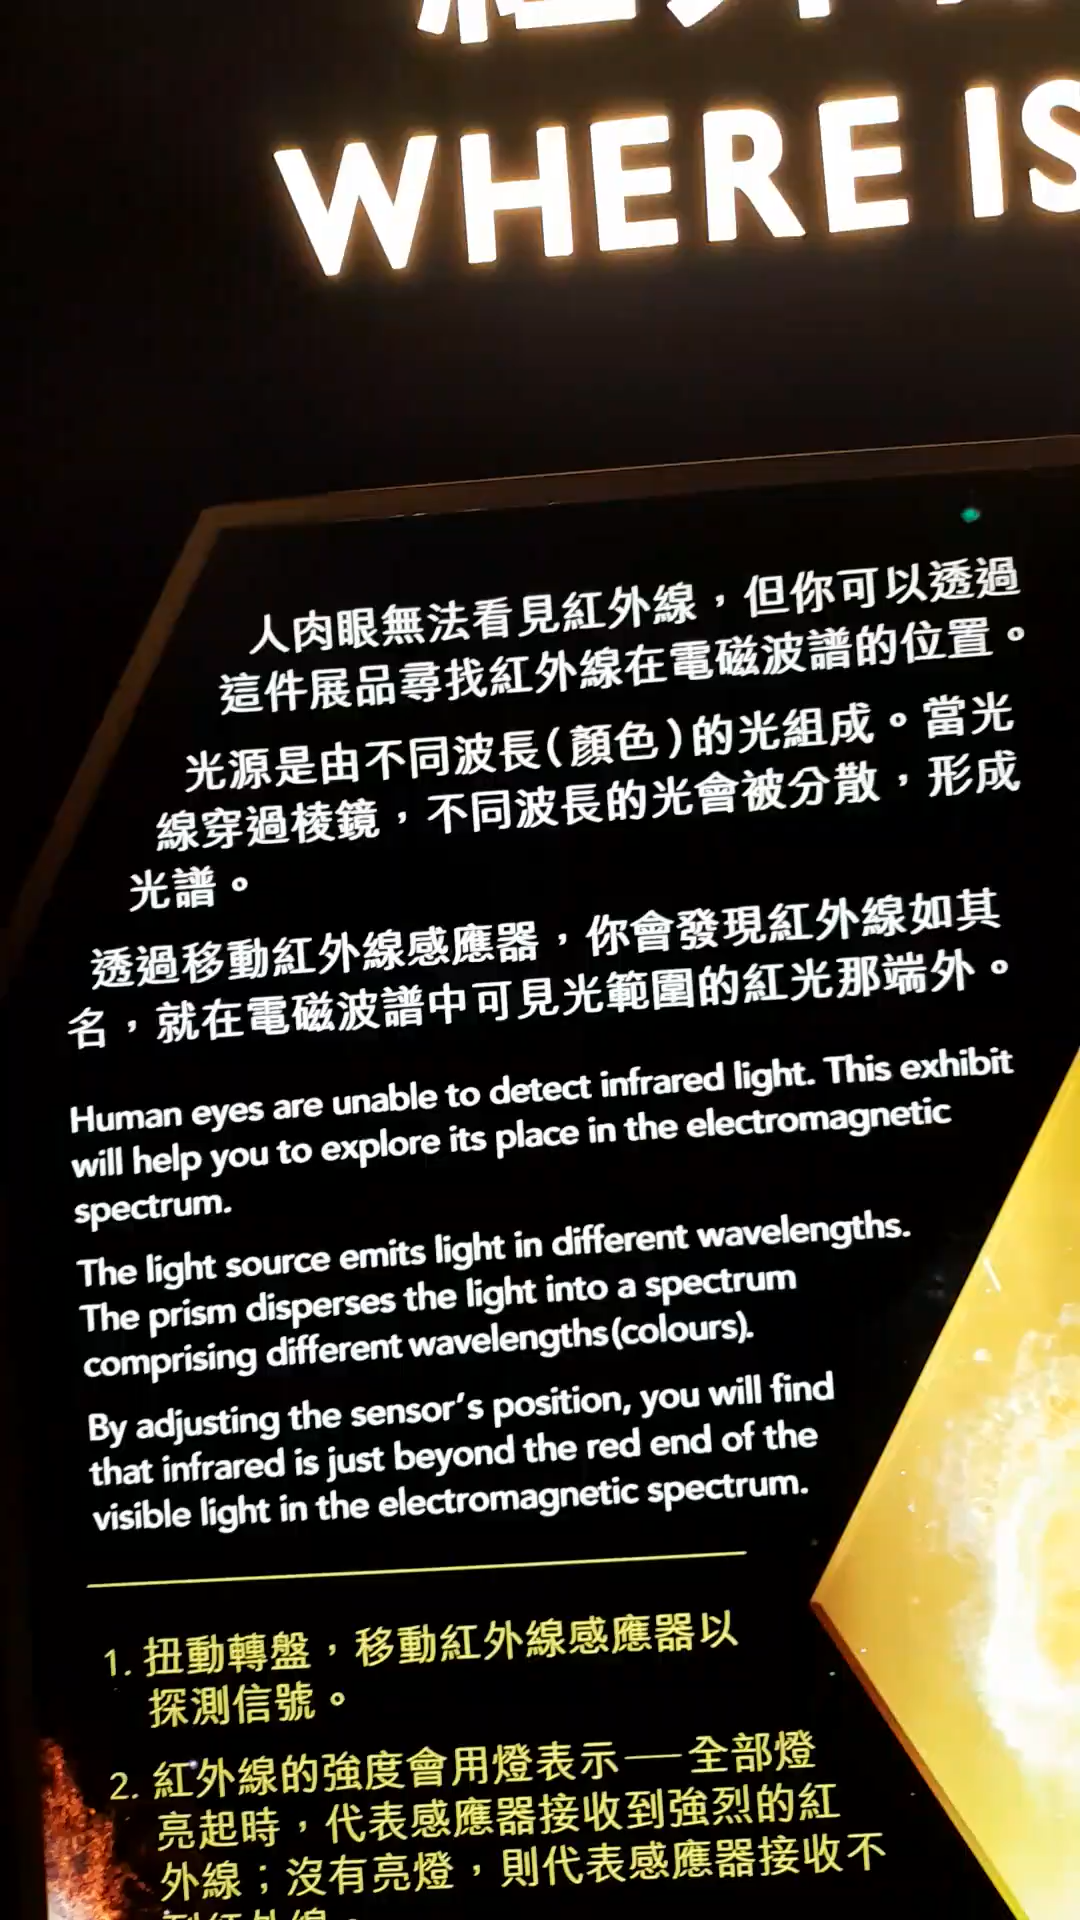 紅外
WHERE IS
人肉眼無法看見紅外線，但你可以透過
這件展品尋找紅外線在電磁波譜的位置。
光源是由不同波長(顏色)的光組成。當光
線穿過棱鏡，不同波長的光會被分散，形成
光譜。
透過移動紅外線感應器，你會發現紅外線如其
名，就在電磁波譜中可見光範圍的紅光那端外。
Human eyes are unable to detect infrared light. This exhibit
will help you to explore its place in the electromagnetic
spectrum.
The light source emits light in different wavelengths.
The prism disperses the light into a spectrum
comprising different wavelengths (colours).
By adjusting the sensor's position, you will find
that infrared is just beyond the red end of the
visible light in the electromagnetic spectrum.
1. 扭動轉盤，移動紅外線感應器以
探測信號。
2. 紅外線的強度會用燈表示——全部燈
亮起時，代表感應器接收到強烈的紅
外線；沒有亮燈，則代表感應器接收不
到紅外線。